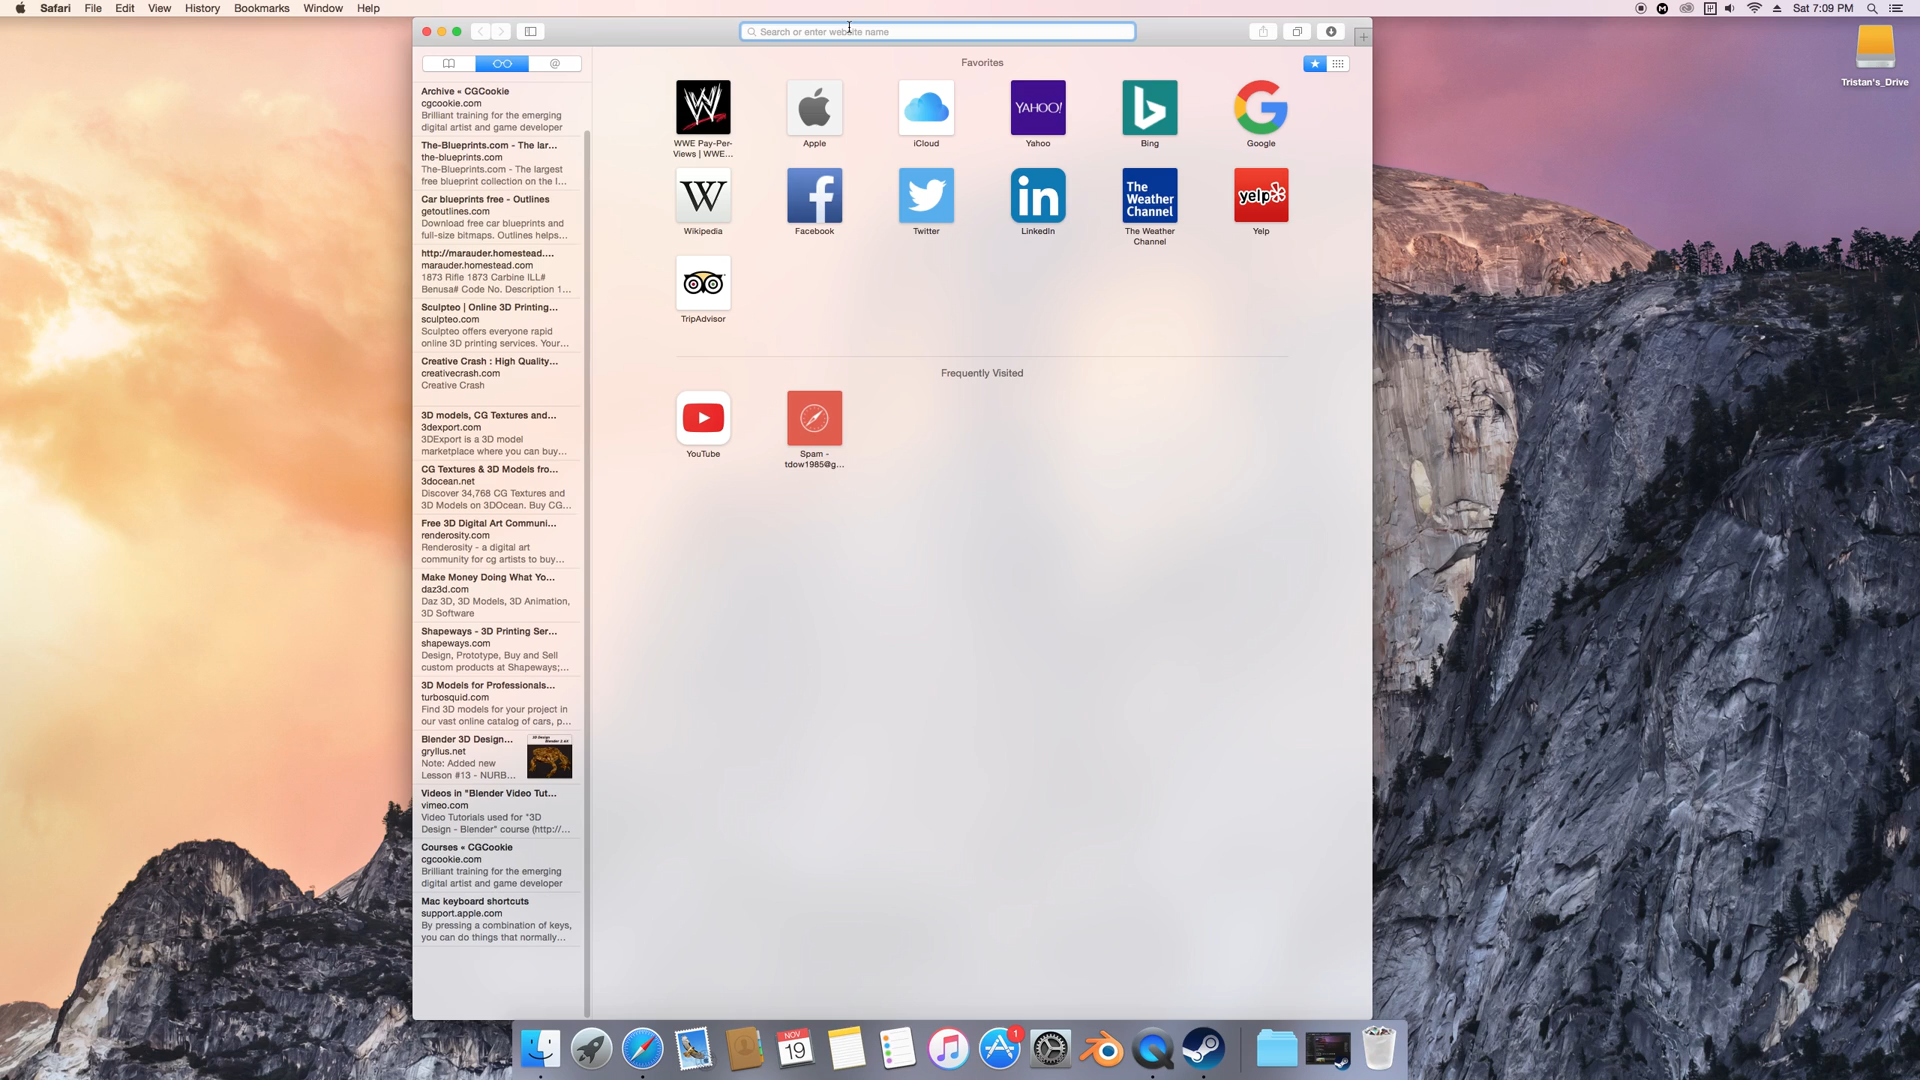 Safari File Edit View History Bookmarks Window Help
Sat 7:09 PM
Search or enter website name
Tristan's_Drive
@
Archive « CGCookie
cgcookie.com
Brilliant training for the emerging
digital artist and game developer
The-Blueprints.com - The lar...
the-blueprints.com
The-Blueprints.com - The largest
free blueprint collection on the I...
Car blueprints free - Outlines
getoutlines.com
Download free car blueprints and
full-size bitmaps. Outlines helps...
http://marauder.homestead....
marauder.homestead.com
1873 Rifle 1873 Carbine ILL#
Benusa# Code No. Description 1...
Sculpteo | Online 3D Printing...
sculpteo.com
Sculpteo offers everyone rapid
online 3D printing services. Your...
Creative Crash : High Quality...
creativecrash.com
Creative Crash
3D models, CG Textures and...
3dexport.com
3DExport is a 3D model
marketplace where you can buy...
CG Textures & 3D Models fro...
3docean.net
Discover 34,768 CG Textures and
3D Models on 3DOcean. Buy CG...
Free 3D Digital Art Communi...
renderosity.com
Renderosity - a digital art
community for cg artists to buy...
Make Money Doing What Yo...
daz3d.com
Daz 3D, 3D Models, 3D Animation,
3D Software
Shapeways - 3D Printing Ser...
shapeways.com
Design, Prototype, Buy and Sell
custom products at Shapeways;...
3D Models for Professionals...
turbosquid.com
Find 3D models for your project in
our vast online catalog of cars, p...
Blender 3D Design...
gryllus.net
Note: Added new
Lesson #13 - NURB...
Videos in "Blender Video Tut...
vimeo.com
Video Tutorials used for "3D
Design - Blender" course (http://...
Courses « CGCookie
cgcookie.com
Brilliant training for the emerging
digital artist and game developer
Mac keyboard shortcuts
support.apple.com
By pressing a combination of keys,
you can do things that normally...
Favorites
YAHOO!
WWE Pay-Per-
Views | WWE...
Apple
iCloud
Yahoo
Bing
Google
W
in
The
Weather
Channel
yelp
Wikipedia
Facebook
Twitter
LinkedIn
The Weather
Channel
Yelp
TripAdvisor
Frequently Visited
YouTube
Spam -
tdow1985@g...
NOV
19
1